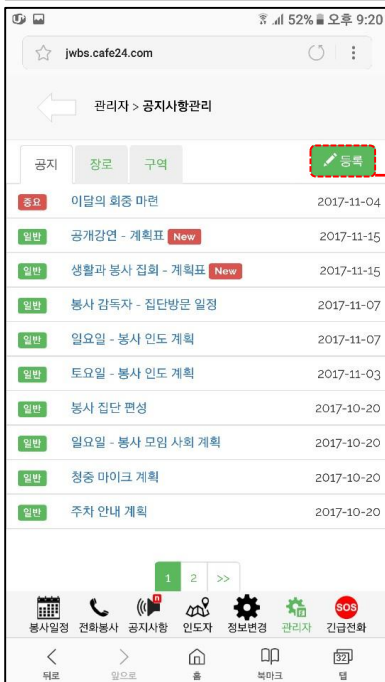 52% 오후 9:20
jwbs.cafe24.com
관리자 > 공지사항관리
공지 장로 구역 등록
중요 이달의 회중 마련 2017-11-04
일반 공개강연 - 계획표 New 2017-11-15
일반 생활과 봉사 집회 - 계획표 New 2017-11-15
일반 봉사 감독자 - 집단방문 일정 2017-11-07
일반 일요일 - 봉사 인도 계획 2017-11-07
일반 토요일 - 봉사 인도 계획 2017-11-03
일반 봉사 집단 편성 2017-10-20
일반 일요일 - 봉사 모임 사회 계획 2017-10-20
일반 청중 마이크 계획 2017-10-20
일반 주차 안내 계획 2017-10-20
1 2 >>
n SOS
봉사일정 전화봉사 공지사항 인도자 정보변경 관리자 긴급전화
32
뒤로 앞으로 홈 북마크 탭